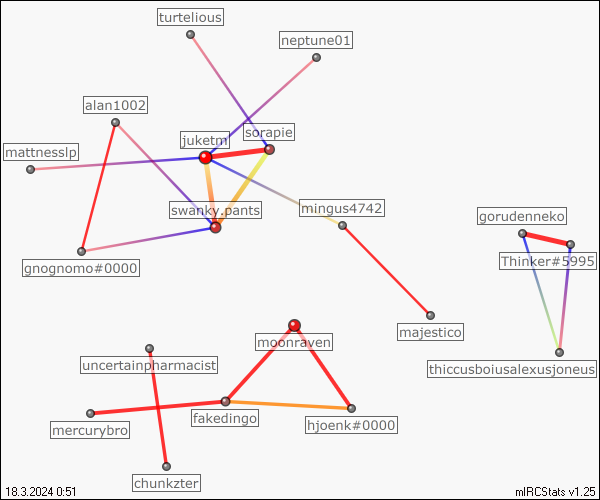 turtelious
neptune01
alan1002
sorapie
juketm
mattnesslp
swanky.pants
mingus4742
gorudenneko
Thinker#5995
gnognomo#0000
majestico
moonraven
uncertainpharmacist
thiccusboiusalexusjoneus
fakedingo
hjoenk#0000
mercurybro
chunkzter
18.3.2024 0:51
mIRCStats v1.25